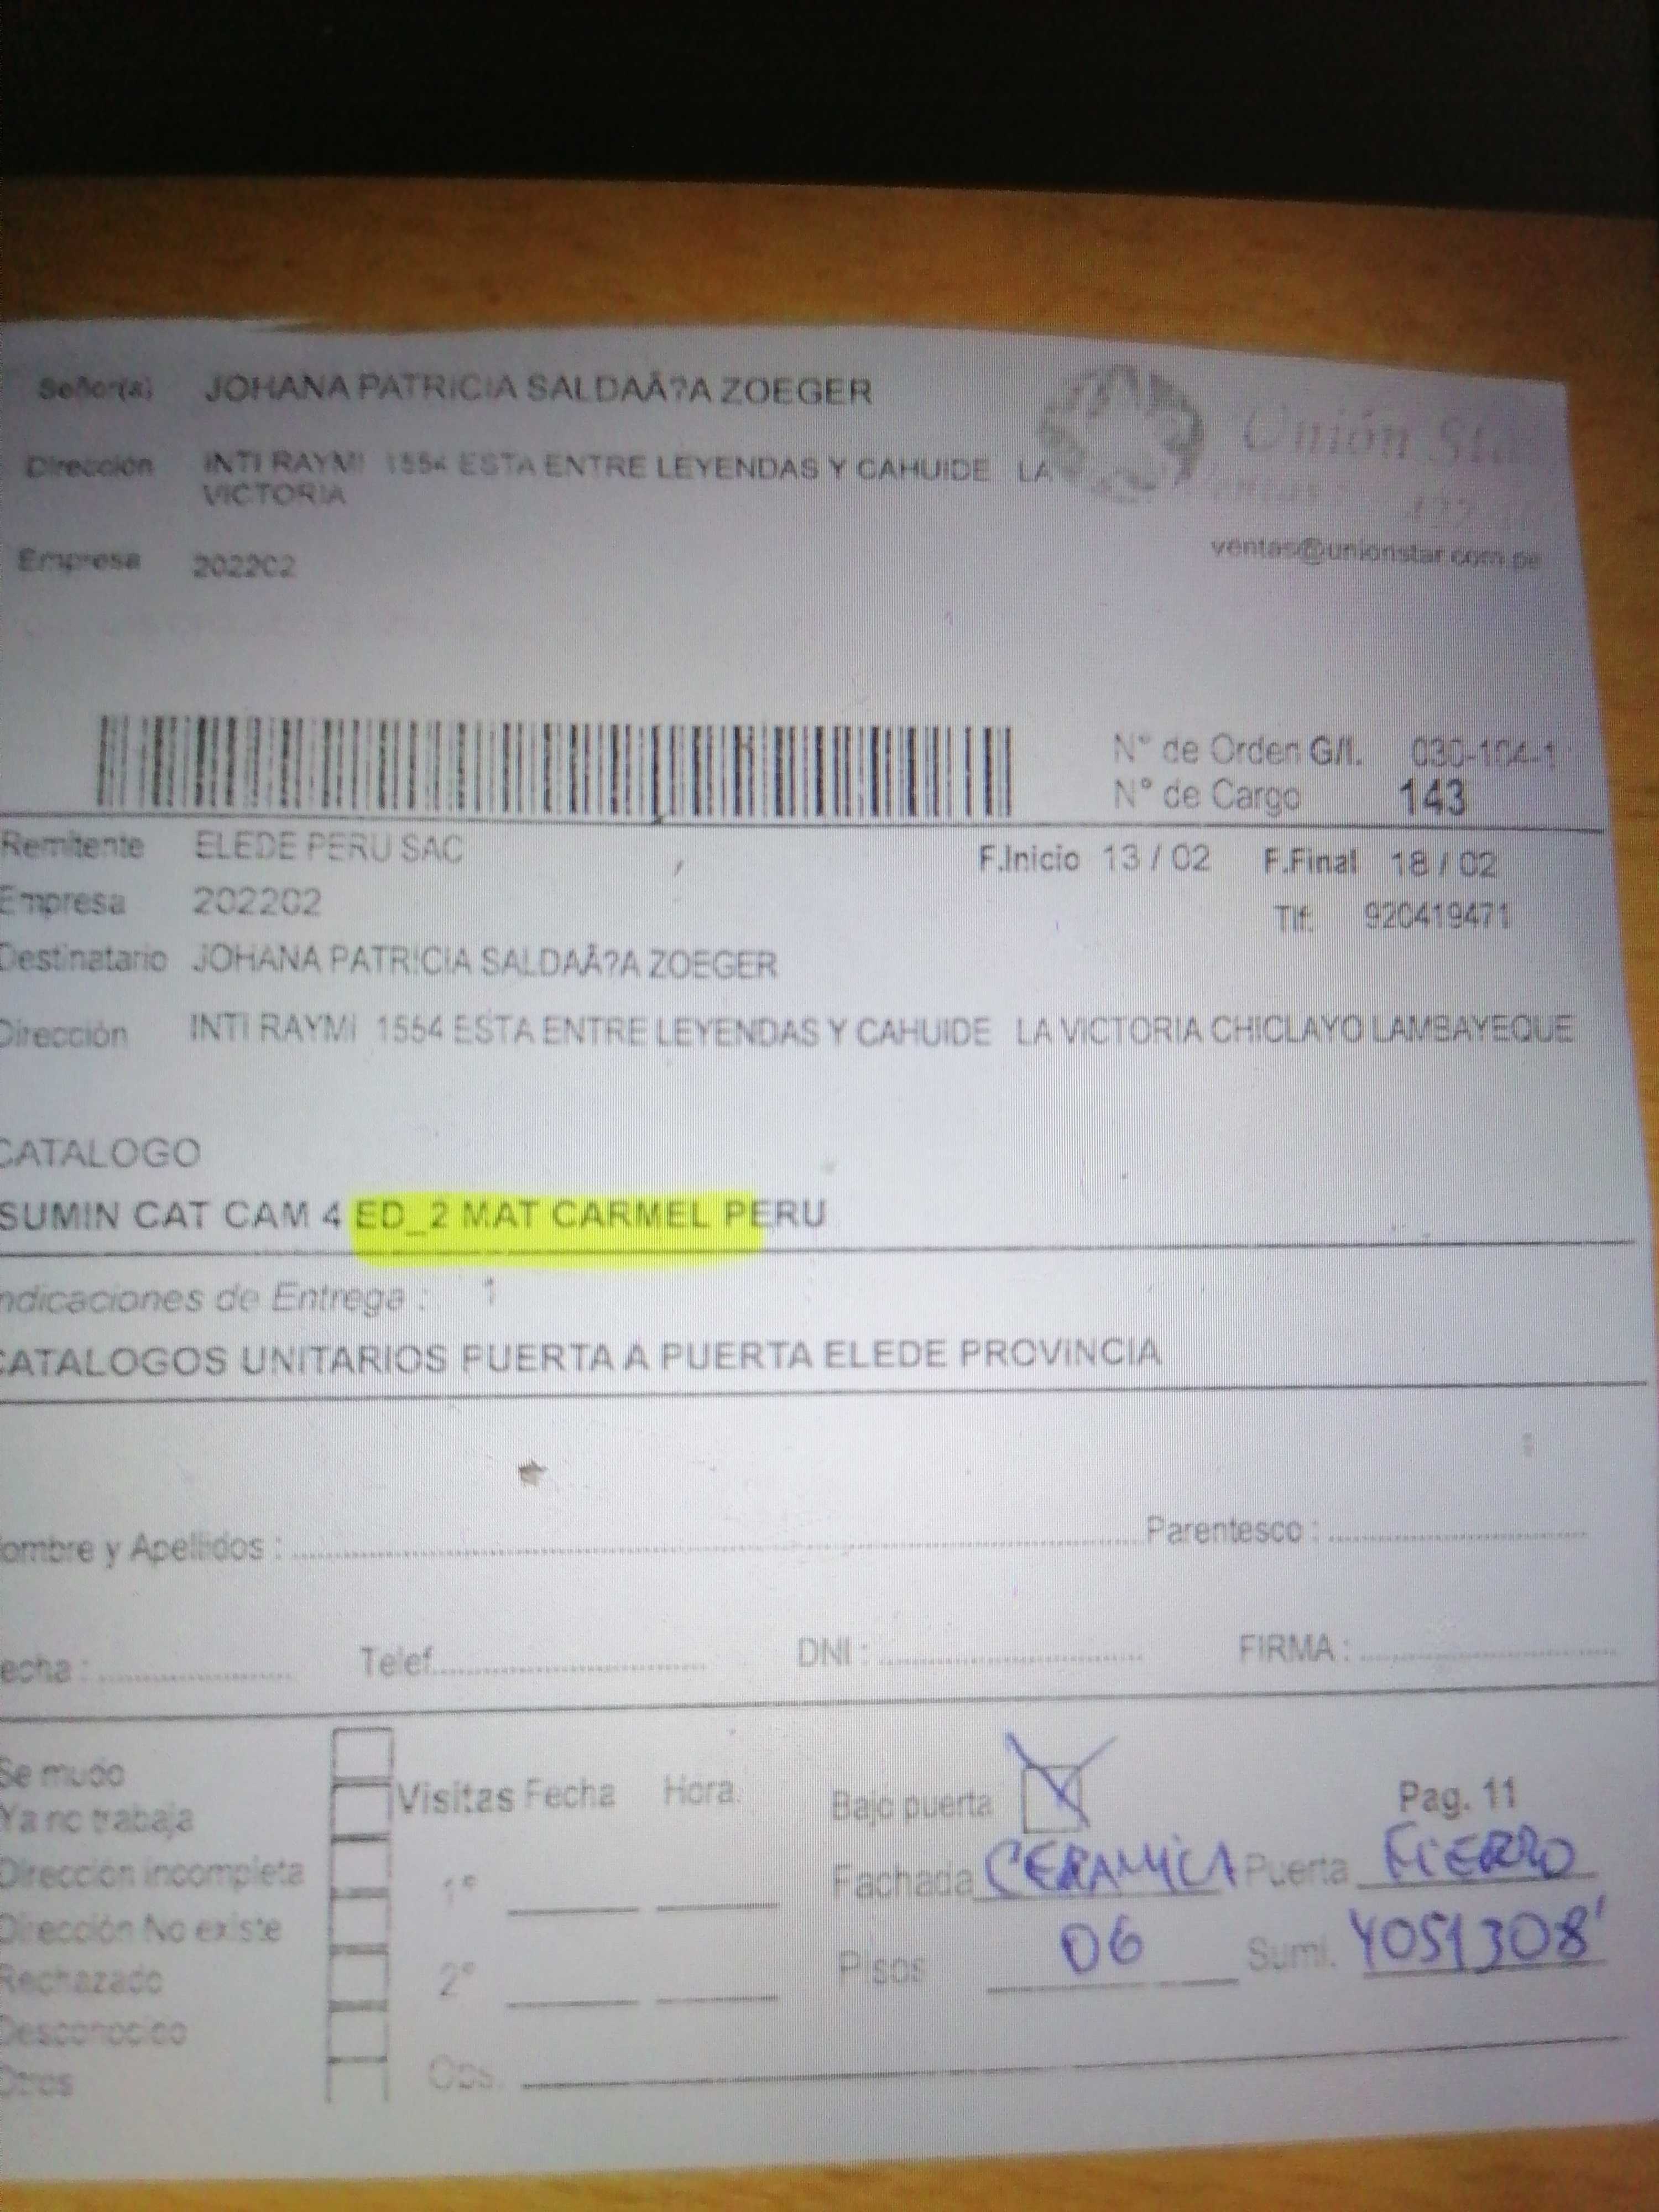 Señor(a) JOHANA PATRICIA SALDAÃ?A ZOEGER
Unión
Dirección INTI RAYMI 1554 ESTA ENTRE LEYENDAS Y CAHUIDE LA
VICTORIA
Empresa 202202
ventas@unionstar.com.pe
N° de Orden G/I. 030-104-1
N° de Cargo 143
Remitente ELEDE PERU SAC
F.Inicio 13 / 02 F.Final 18 / 02
Empresa 202202
Tlf. 920419471
Destinatario JOHANA PATRICIA SALDAÃ?A ZOEGER
Dirección INTI RAYMI 1554 ESTA ENTRE LEYENDAS Y CAHUIDE LA VICTORIA CHICLAYO LAMBAYEQUE
CATALOGO
SUMIN CAT CAM 4 ED_2 MAT CARMEL PERU
ndicaciones de Entrega : 1
CATALOGOS UNITARIOS PUERTA A PUERTA ELEDE PROVINCIA
ombre y Apellidos : Parentesco :
echa : Telef. DNI : FIRMA :
Se mudo
Ya no trabaja
Dirección incompleta
Dirección No existe
Rechazado
Desconocido
Otros
Visitas Fecha Hora
1°
2°
Obs.
Bajo puerta Pag. 11
Fachada CERAMICA Puerta FIERRO
Pisos 06 Sumi. Y051308